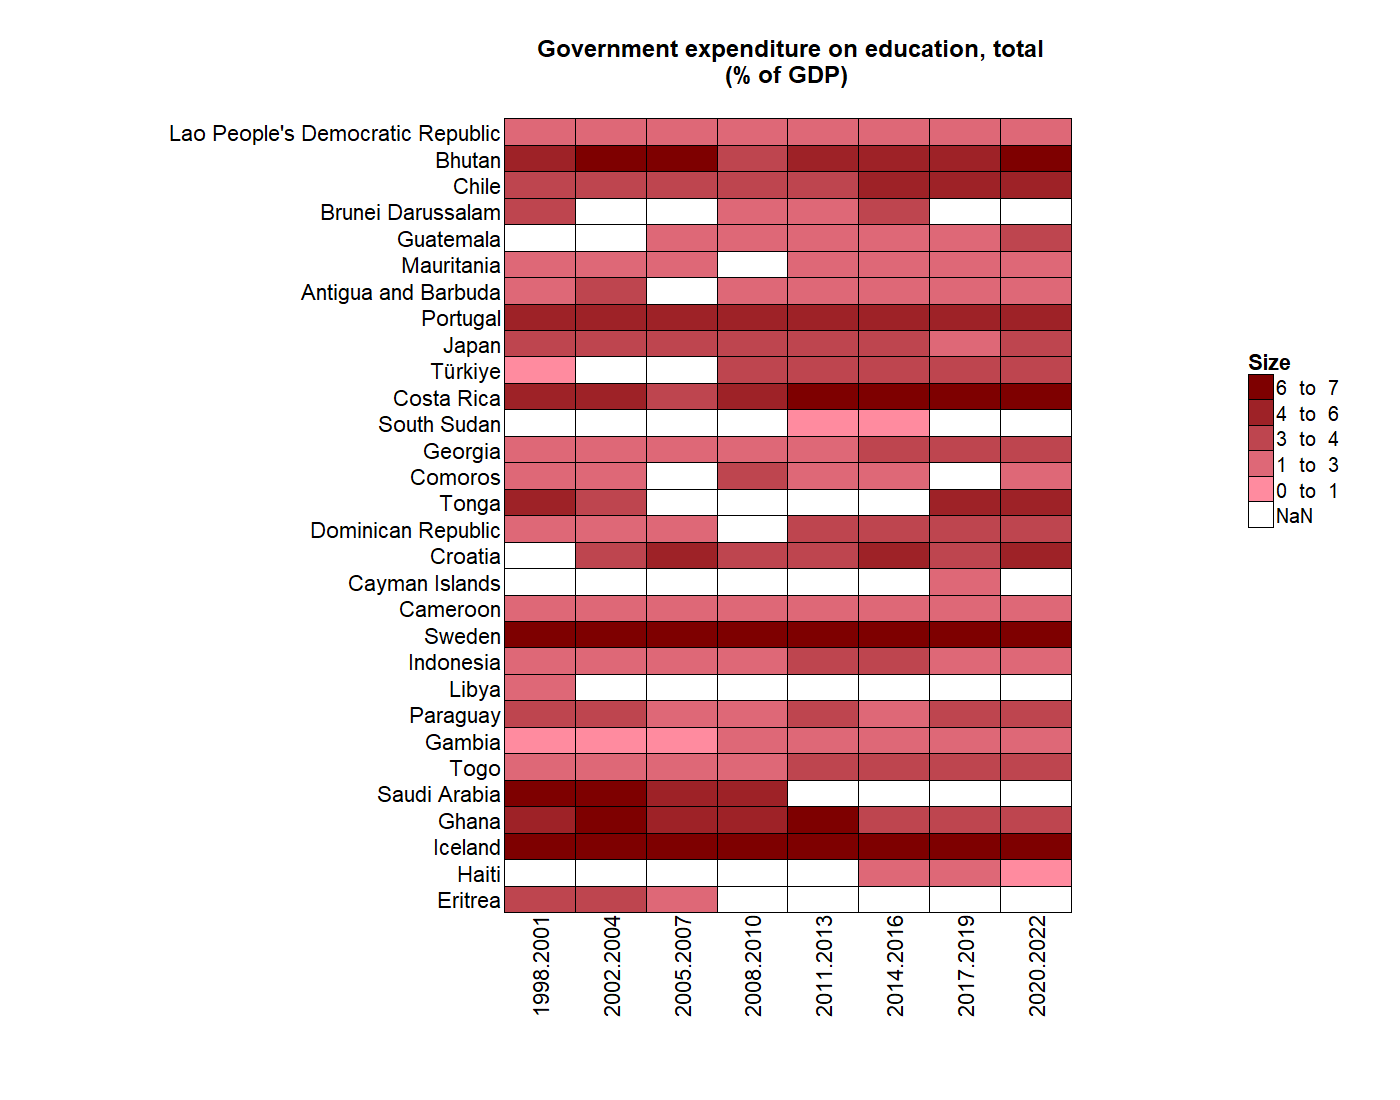 Government expenditure on education, total
(% of GDP)
Lao People's Democratic Republic
Bhutan
Chile
Brunei Darussalam
Guatemala
Mauritania
Antigua and Barbuda
Portugal
Japan
Türkiye
Costa Rica
South Sudan
Georgia
Comoros
Tonga
Dominican Republic
Croatia
Cayman Islands
Cameroon
Sweden
Indonesia
Libya
Paraguay
Gambia
Togo
Saudi Arabia
Ghana
Iceland
Haiti
Eritrea
1998.2001
2002.2004
2005.2007
2008.2010
2011.2013
2014.2016
2017.2019
2020.2022
Size
6 to 7
4 to 6
3 to 4
1 to 3
0 to 1
NaN